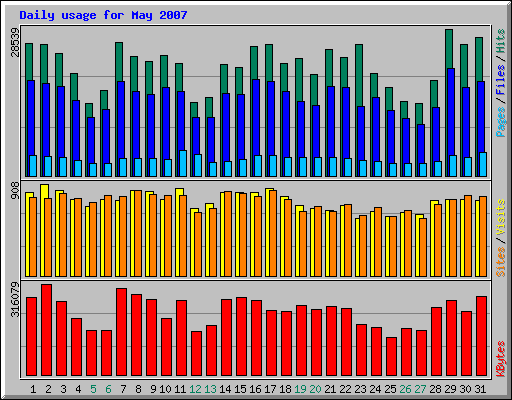 Daily usage for May 2007
28539
Pages / Files / Hits
908
Sites / Visits
316079
KBytes
1 2 3 4 5 6 7 8 9 10 11 12 13 14 15 16 17 18 19 20 21 22 23 24 25 26 27 28 29 30 31